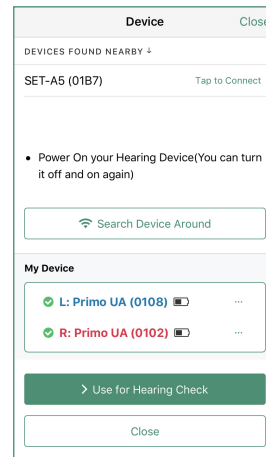 Device
Close
DEVICES FOUND NEARBY ↓
SET-A5 (01B7)
Tap to Connect
• Power On your Hearing Device(You can turn
it off and on again)
Search Device Around
My Device
L: Primo UA (0108)
...
R: Primo UA (0102)
...
> Use for Hearing Check
Close